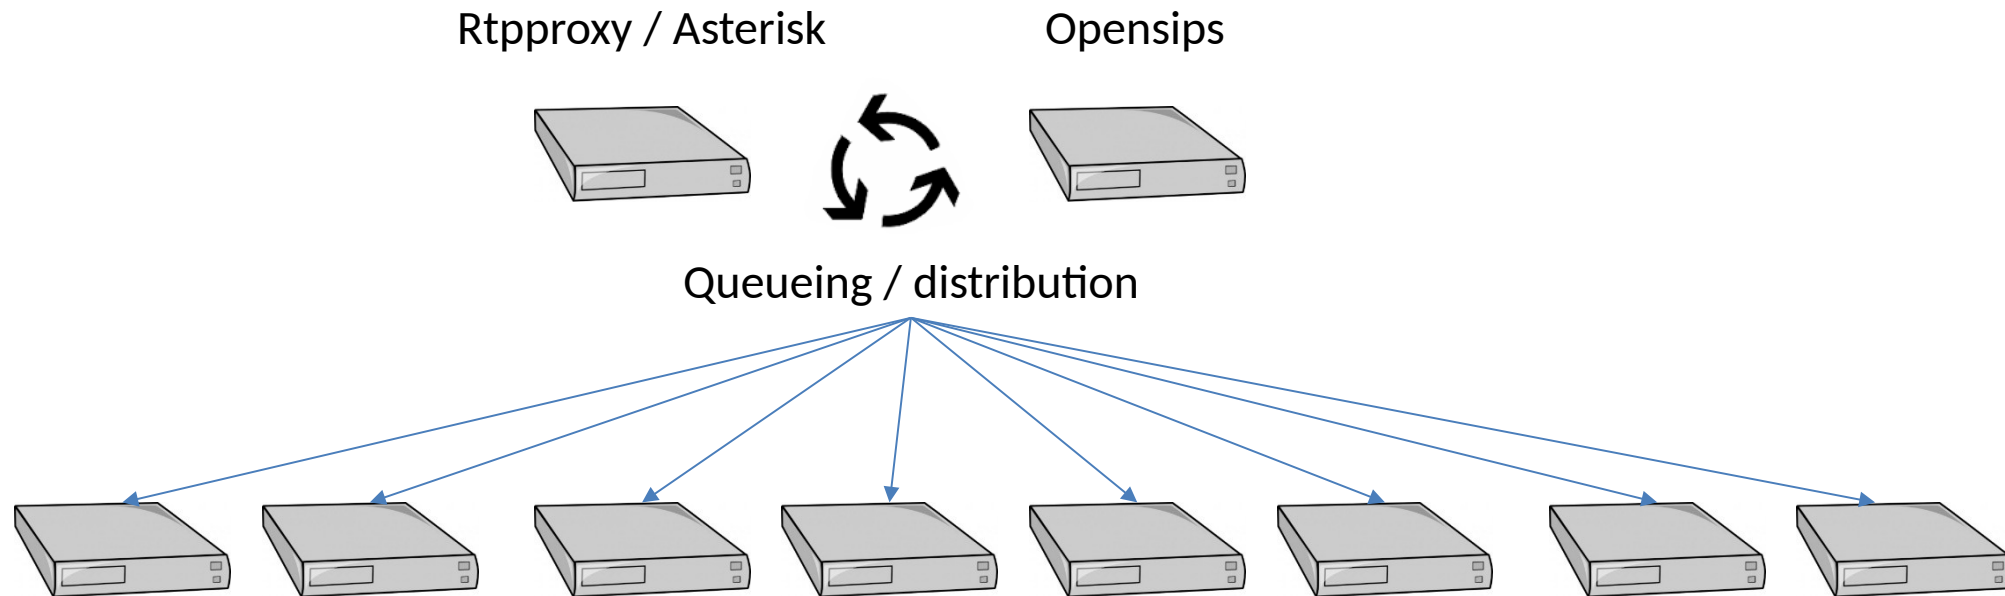 Rtpproxy / Asterisk
Opensips
Queueing / distribution